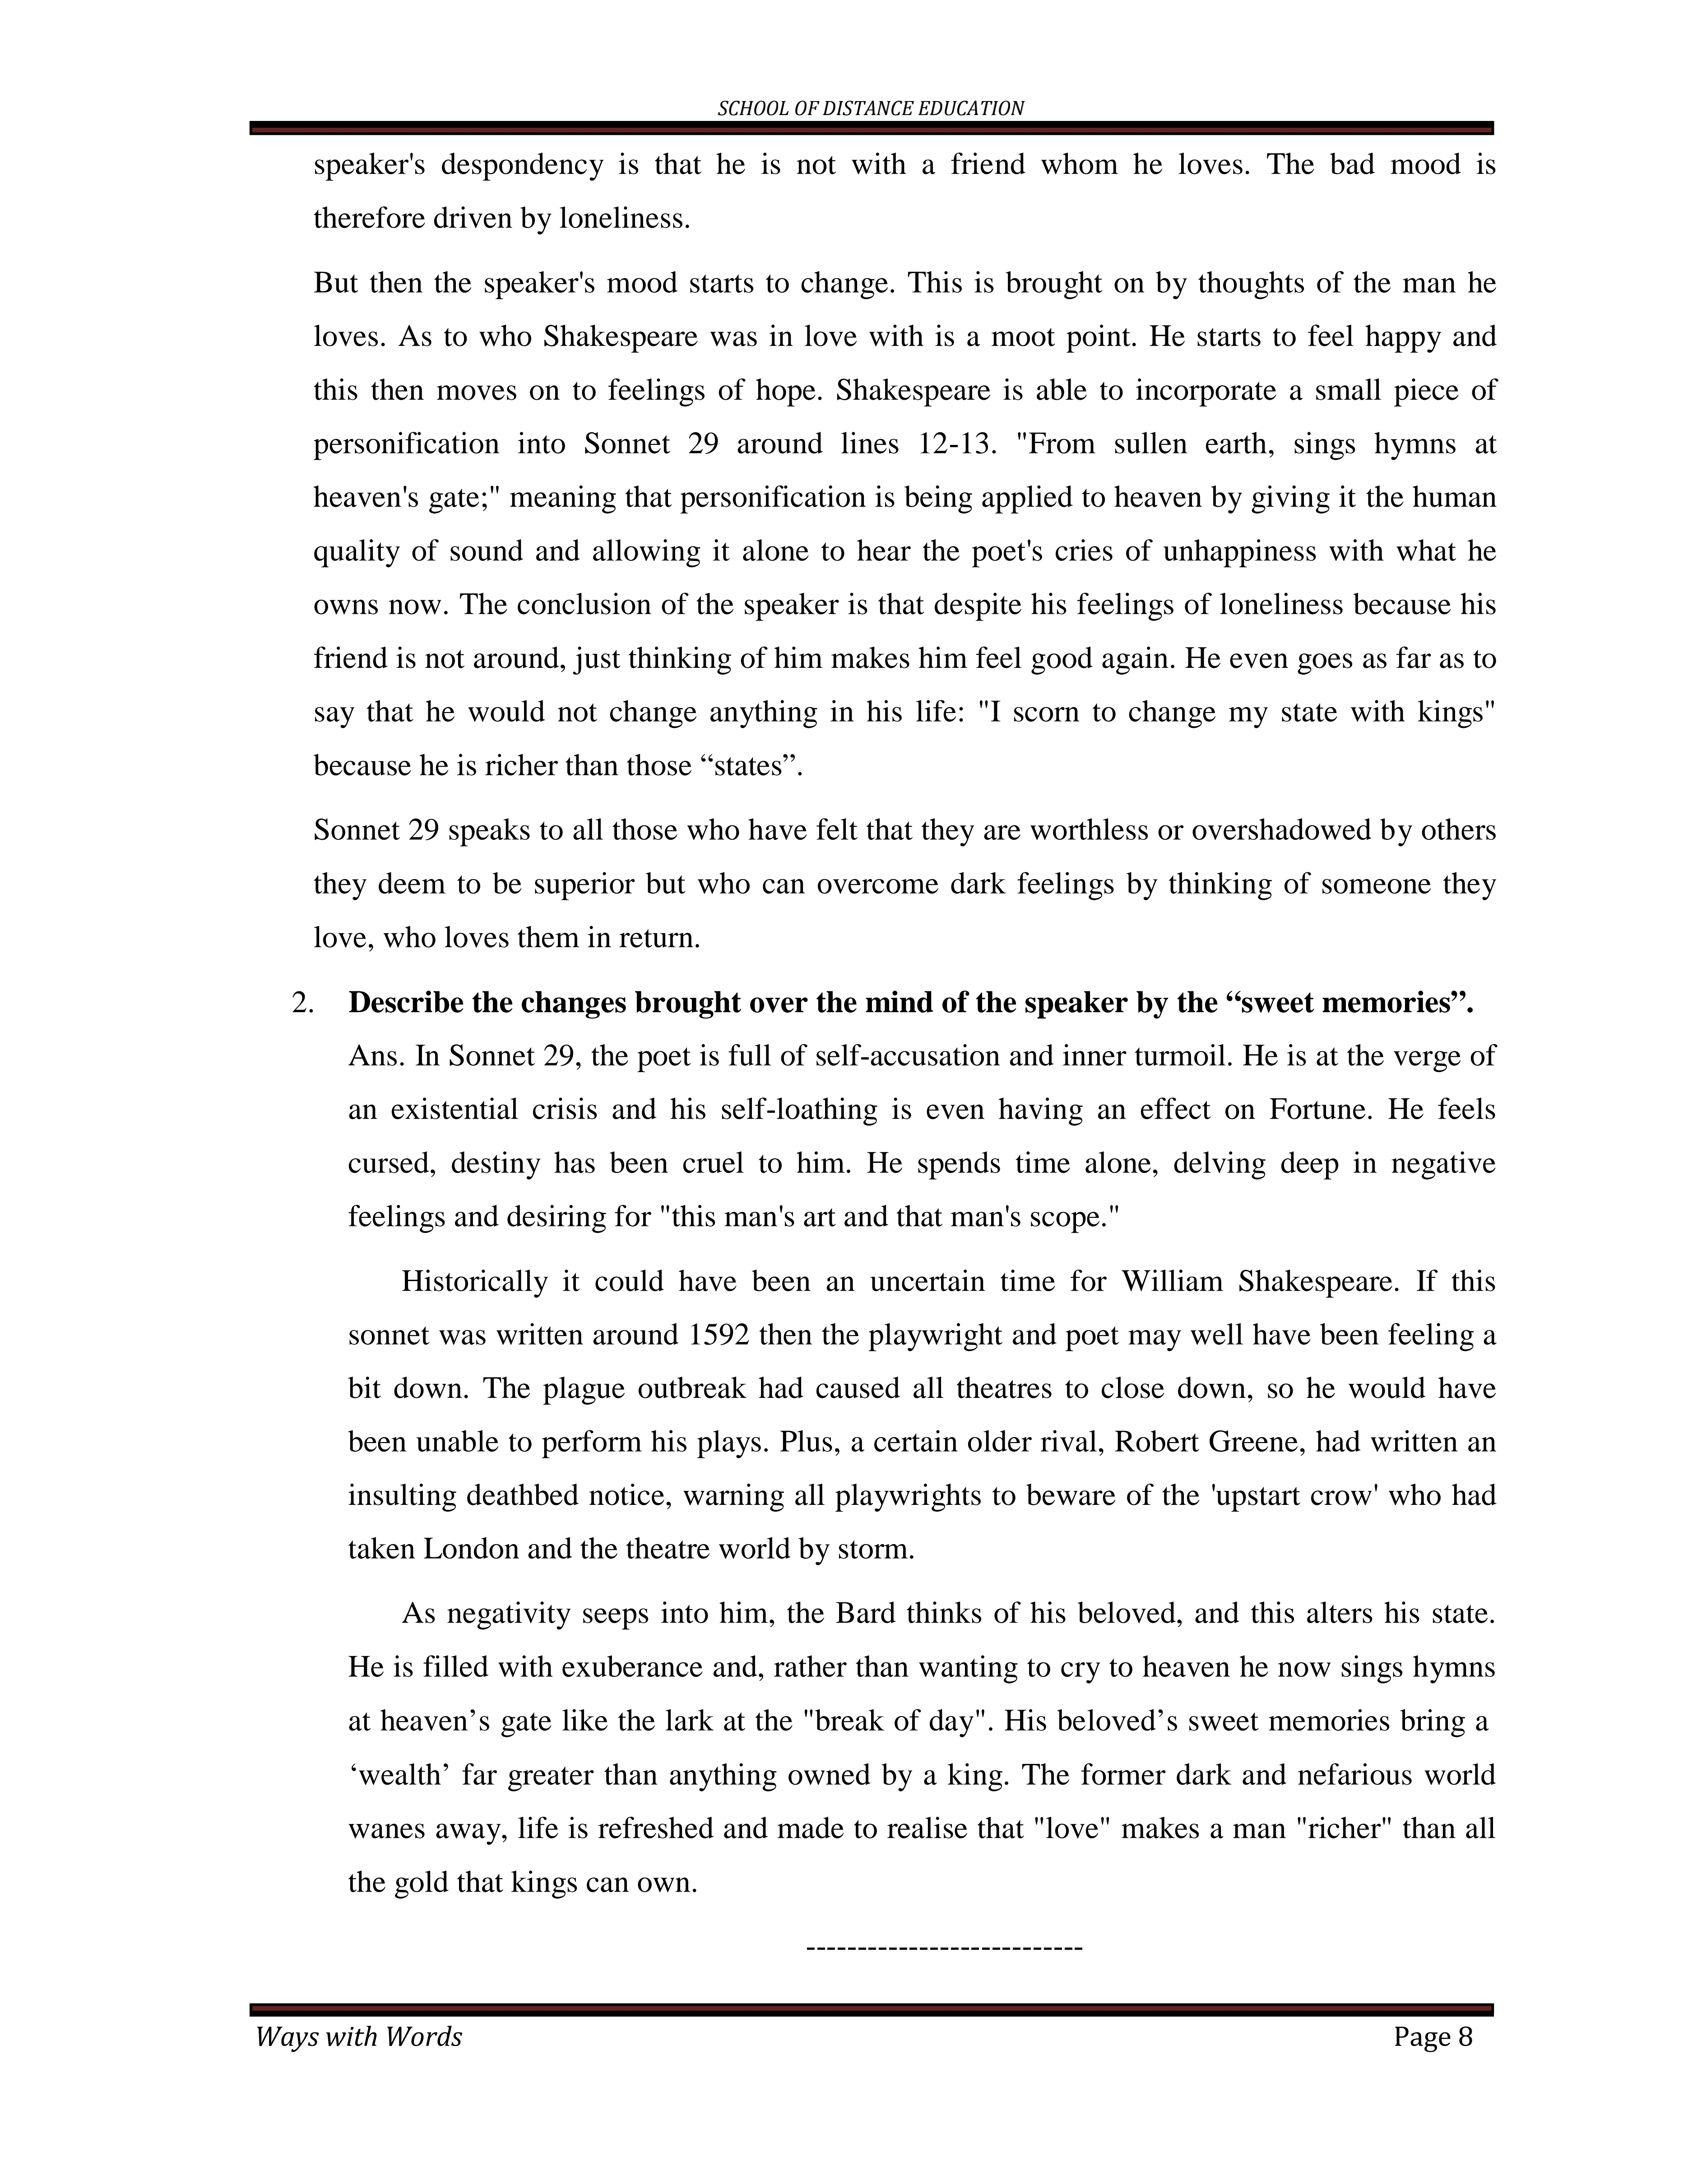 SCHOOL OF DISTANCE EDUCATION
speaker's despondency is that he is not with a friend whom he loves. The bad mood is
therefore driven by loneliness.
But then the speaker's mood starts to change. This is brought on by thoughts of the man he
loves. As to who Shakespeare was in love with is a moot point. He starts to feel happy and
this then moves on to feelings of hope. Shakespeare is able to incorporate a small piece of
personification into Sonnet 29 around lines 12-13. "From sullen earth, sings hymns at
heaven's gate;" meaning that personification is being applied to heaven by giving it the human
quality of sound and allowing it alone to hear the poet's cries of unhappiness with what he
owns now. The conclusion of the speaker is that despite his feelings of loneliness because his
friend is not around, just thinking of him makes him feel good again. He even goes as far as to
say that he would not change anything in his life: "I scorn to change my state with kings"
because he is richer than those “states”.
Sonnet 29 speaks to all those who have felt that they are worthless or overshadowed by others
they deem to be superior but who can overcome dark feelings by thinking of someone they
love, who loves them in return.
2. Describe the changes brought over the mind of the speaker by the “sweet memories”.
Ans. In Sonnet 29, the poet is full of self-accusation and inner turmoil. He is at the verge of
an existential crisis and his self-loathing is even having an effect on Fortune. He feels
cursed, destiny has been cruel to him. He spends time alone, delving deep in negative
feelings and desiring for "this man's art and that man's scope."
Historically it could have been an uncertain time for William Shakespeare. If this
sonnet was written around 1592 then the playwright and poet may well have been feeling a
bit down. The plague outbreak had caused all theatres to close down, so he would have
been unable to perform his plays. Plus, a certain older rival, Robert Greene, had written an
insulting deathbed notice, warning all playwrights to beware of the 'upstart crow' who had
taken London and the theatre world by storm.
As negativity seeps into him, the Bard thinks of his beloved, and this alters his state.
He is filled with exuberance and, rather than wanting to cry to heaven he now sings hymns
at heaven’s gate like the lark at the "break of day". His beloved’s sweet memories bring a
‘wealth’ far greater than anything owned by a king. The former dark and nefarious world
wanes away, life is refreshed and made to realise that "love" makes a man "richer" than all
the gold that kings can own.
---------------------------
Ways with Words Page 8